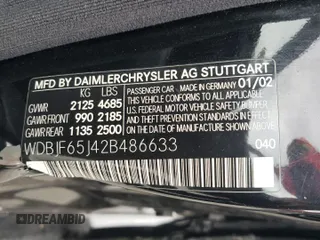 MFD BY DAIMLERCHRYSLER AG STUTTGART
KG LBS
GVWR 2125 4685
GAWR FRONT 990 2185
GAWR REAR 1135 2500
PASSENGER CAR - MADE IN GERMANY 01/02
THIS VEHICLE CONFORMS TO ALL APPLICABLE
U.S. FEDERAL MOTOR VEHICLE SAFETY BUMPER
AND THEFT PREVENTION STANDARDS IN EFFECT
ON THE DATE OF MANUFACTURE SHOWN ABOVE.
WDBJF65J42B486633
040
DREAMBID